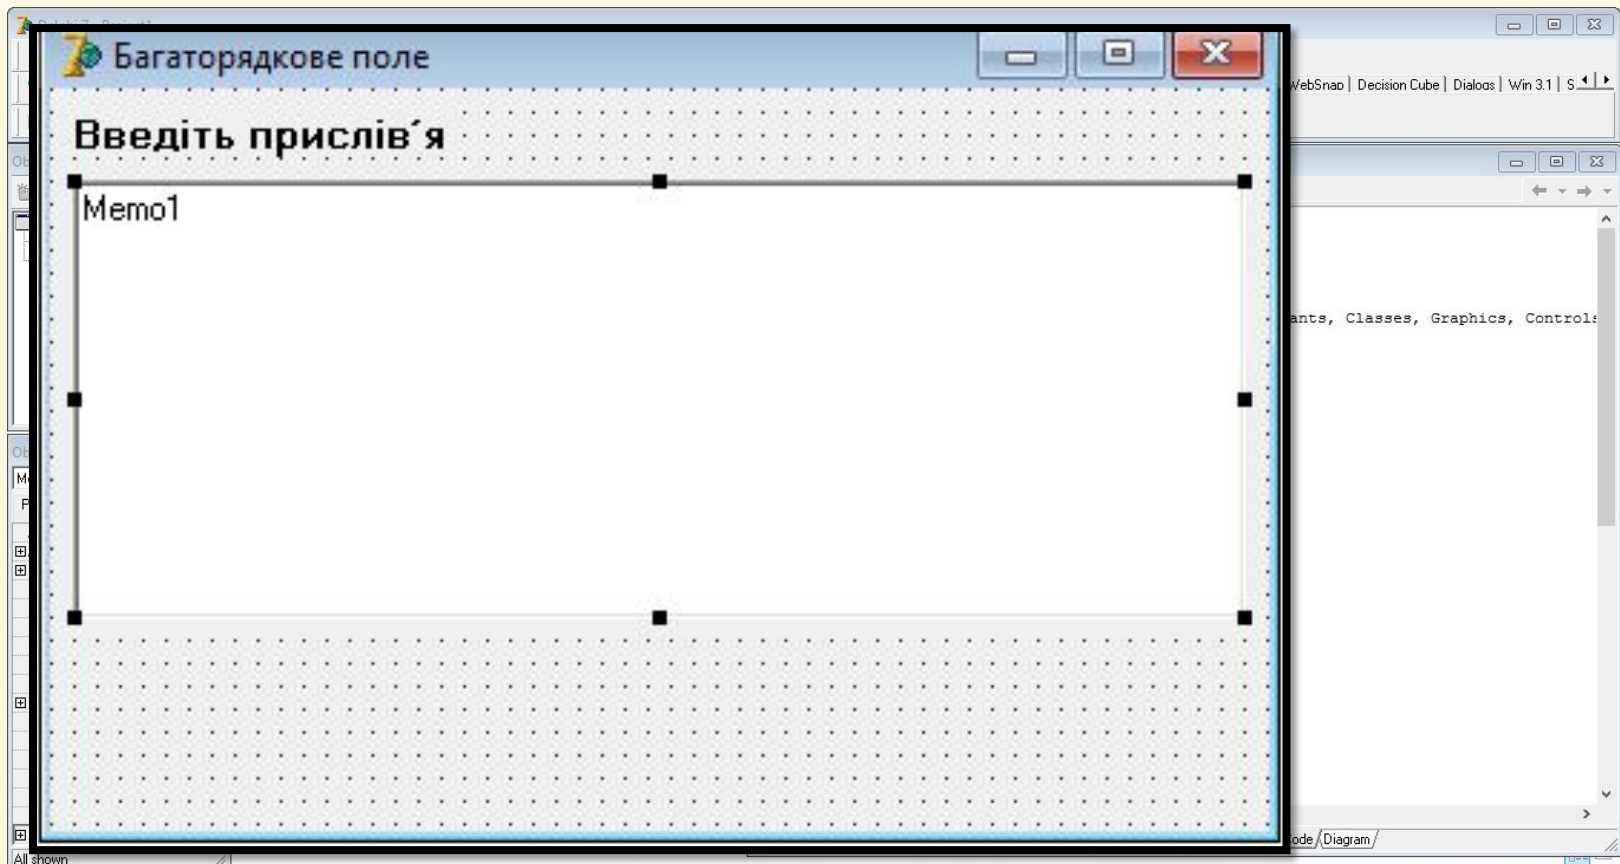 Багаторядкове поле
WebSnap Decision Cube Dialogs Win 3.1 S
Введіть прислів´я
Memo1
ants, Classes, Graphics, Controls
Diagram
All shown